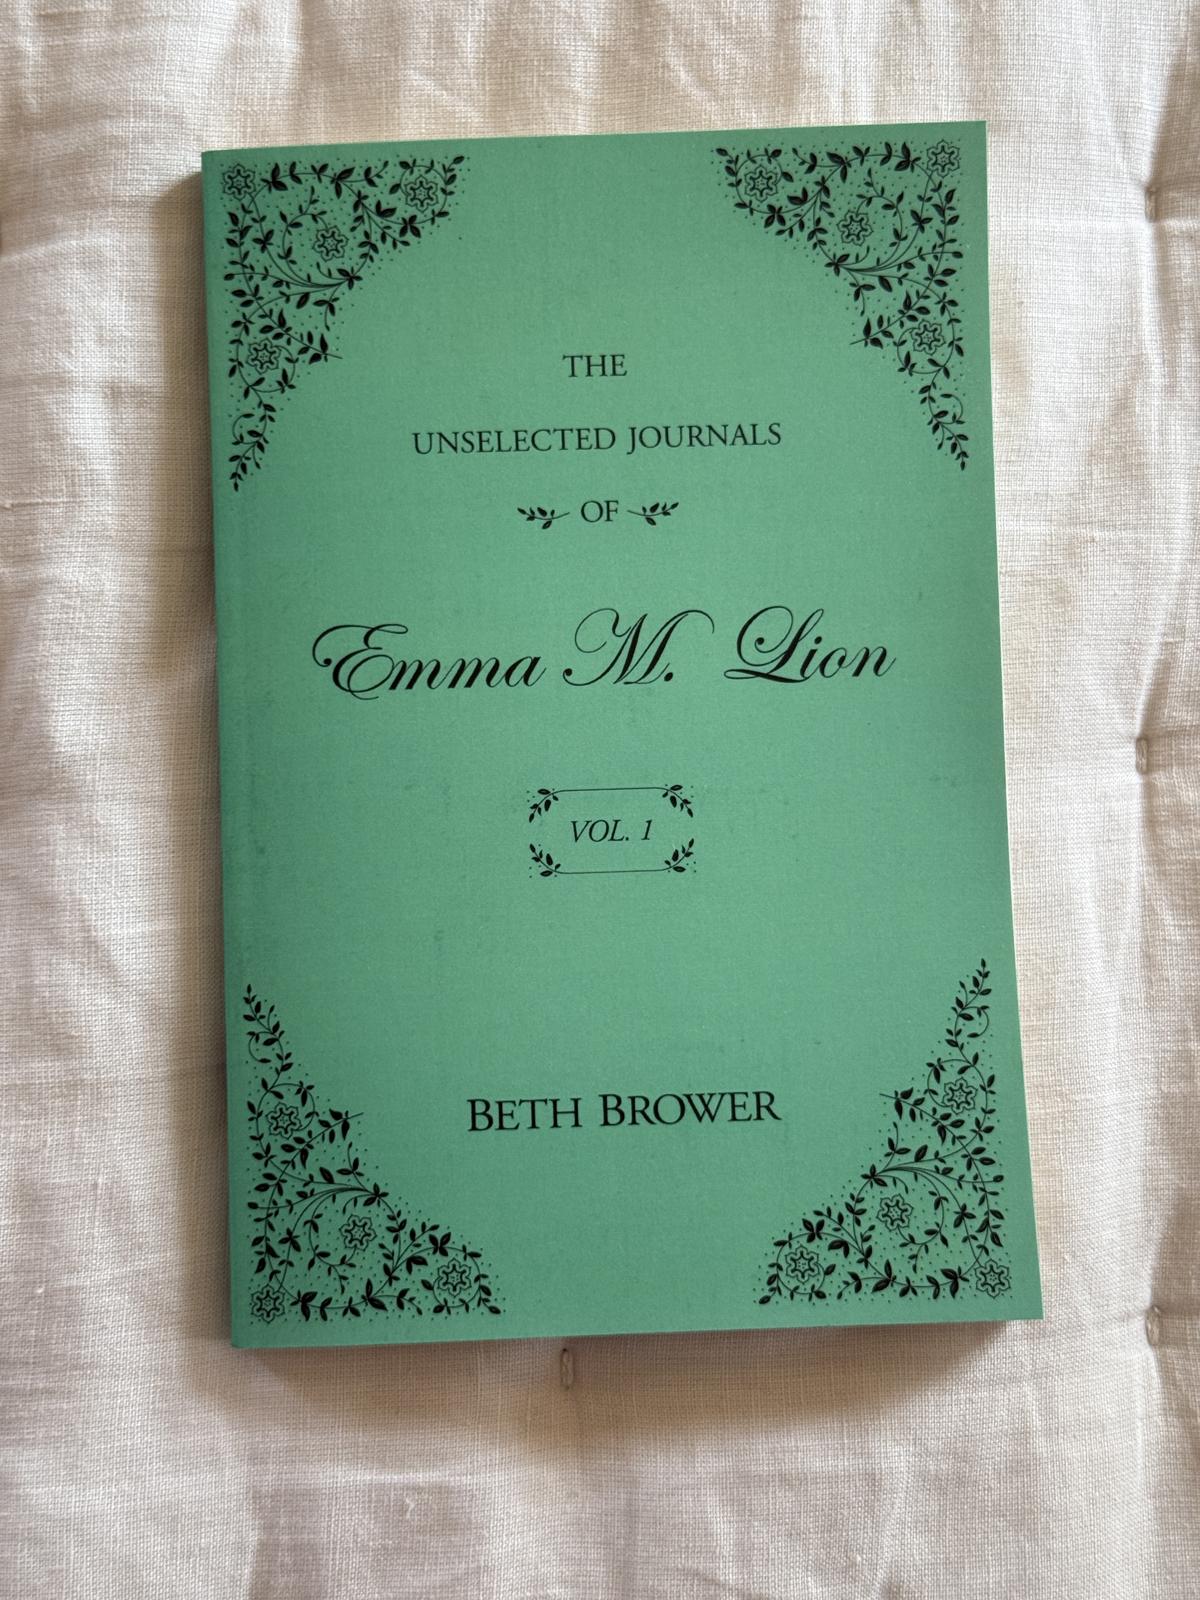 THE
UNSELECTED JOURNALS
OF
Emma M. Lion
VOL. 1
BETH BROWER